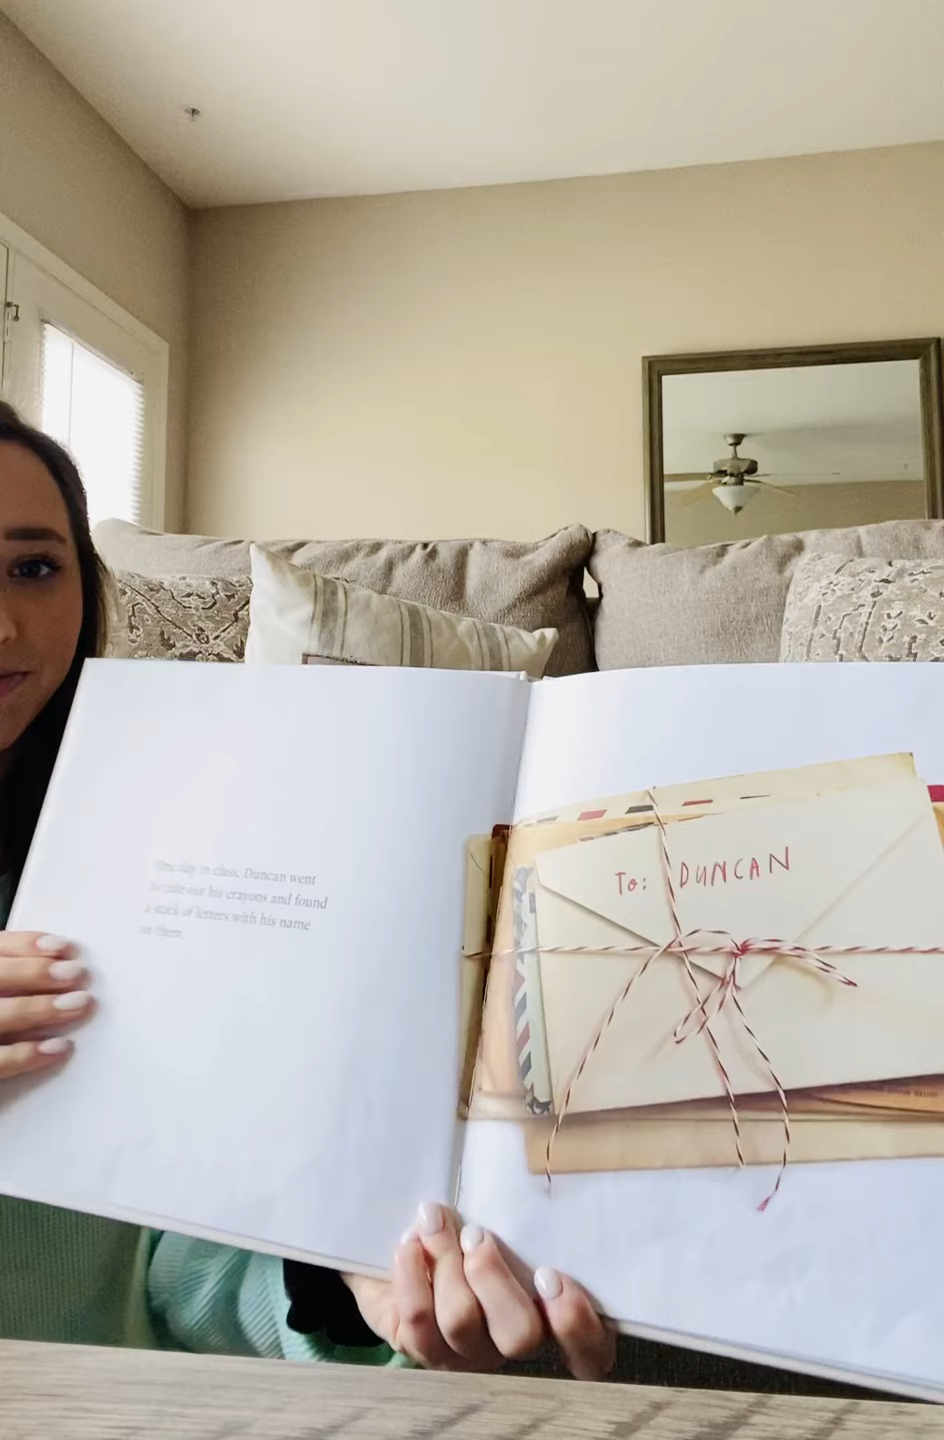 One day in class, Duncan went
to take out his crayons and found
a stack of letters with his name
on them.
To: DUNCAN